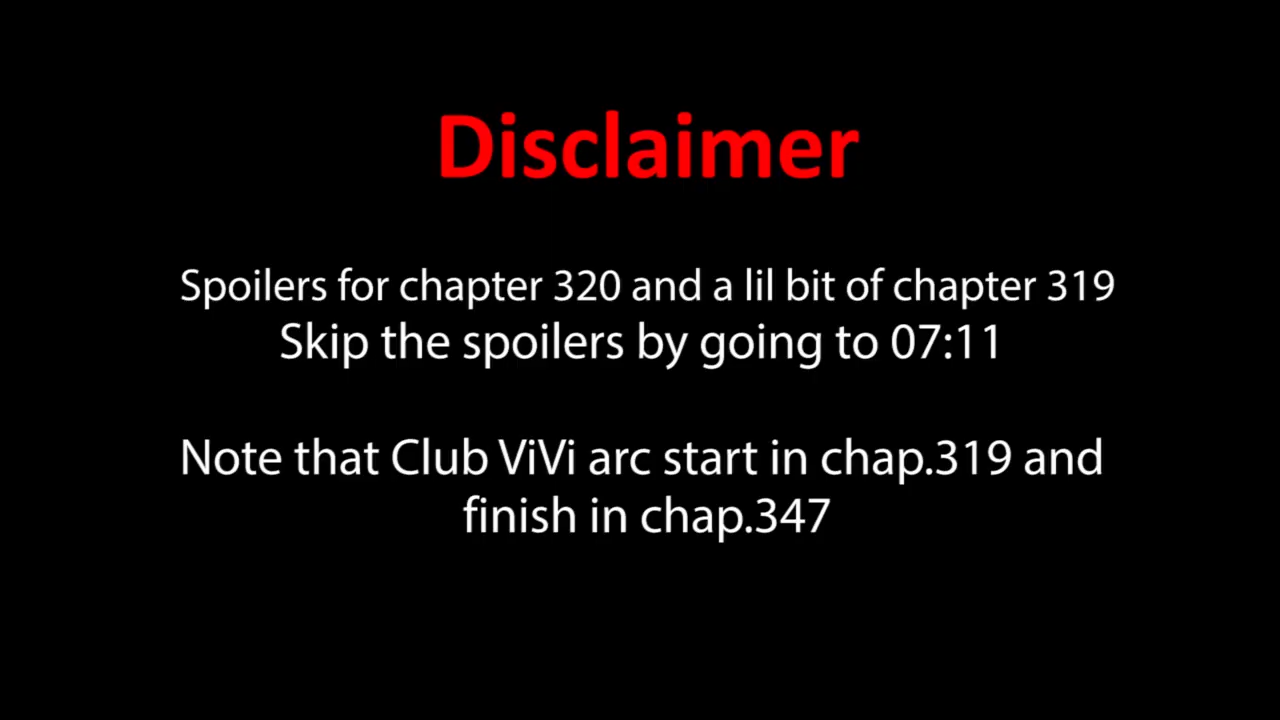 Disclaimer
Spoilers for chapter 320 and a lil bit of chapter 319
Skip the spoilers by going to 07:11
Note that Club ViVi arc start in chap.319 and
finish in chap.347